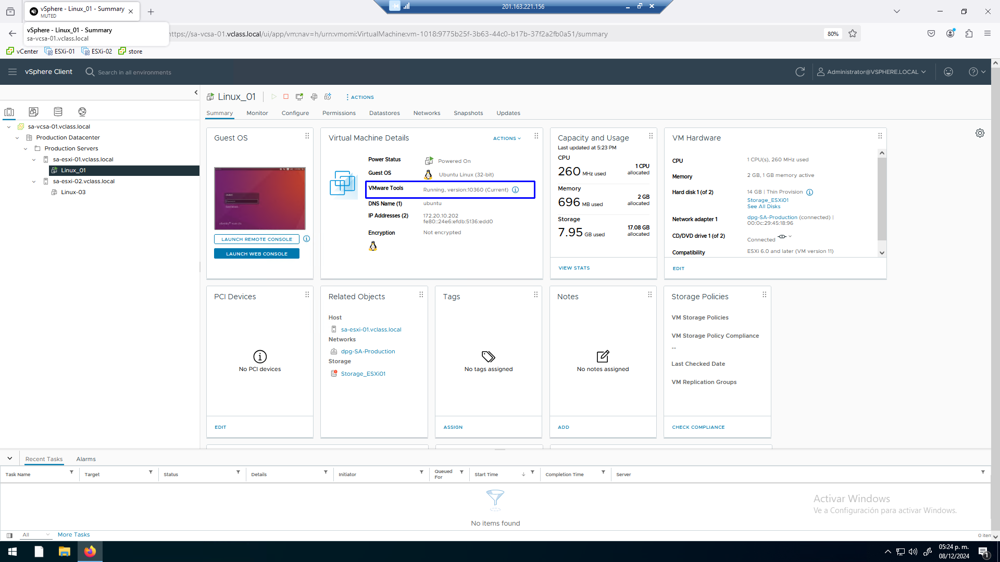 vSphere - Linux_01 - Summary
MUTED
201.163.221.156
vSphere - Linux_01 - Summary
sa-vcsa-01.vclass.local
https://sa-vcsa-01.vclass.local/ui/app/vm;nav=h/urn:vmomi:VirtualMachine:vm-1018:9775b25f-3b63-44c0-b17b-37f2a2fb0a51/summary
80%
vCenter
ESXi-01
ESXi-02
store
vSphere Client
Search in all environments
Administrator@VSPHERE.LOCAL
Linux_01
ACTIONS
Summary
Monitor
Configure
Permissions
Datastores
Networks
Snapshots
Updates
sa-vcsa-01.vclass.local
Production Datacenter
Production Servers
sa-esxi-01.vclass.local
Linux_01
sa-esxi-02.vclass.local
Linux-03
Guest OS
LAUNCH REMOTE CONSOLE
LAUNCH WEB CONSOLE
Virtual Machine Details
ACTIONS
Power Status
Powered On
Guest OS
Ubuntu Linux (32-bit)
VMware Tools
Running, version:10360 (Current)
DNS Name (1)
ubuntu
IP Addresses (2)
172.20.10.202
fe80::24e6:efdb:5136:edd0
Encryption
Not encrypted
Capacity and Usage
Last updated at 5:23 PM
CPU
260 MHz used
1 CPU
allocated
Memory
696 MB used
2 GB
allocated
Storage
7.95 GB used
17.08 GB
allocated
VIEW STATS
VM Hardware
CPU
1 CPU(s), 260 MHz used
Memory
2 GB, 1 GB memory active
Hard disk 1 (of 2)
14 GB | Thin Provision
Storage_ESXi01
See All Disks
Network adapter 1
dpg-SA-Production (connected) |
00:0c:29:45:18:96
CD/DVD drive 1 (of 2)
Connected
Compatibility
ESXi 6.0 and later (VM version 11)
EDIT
PCI Devices
No PCI devices
EDIT
Related Objects
Host
sa-esxi-01.vclass.local
Networks
dpg-SA-Production
Storage
Storage_ESXi01
Tags
No tags assigned
ASSIGN
Notes
No notes assigned
ADD
Storage Policies
VM Storage Policies
VM Storage Policy Compliance
--
Last Checked Date
VM Replication Groups
CHECK COMPLIANCE
Recent Tasks
Alarms
Task Name
Target
Status
Details
Initiator
Queued
For
Start Time
Completion Time
Server
No items found
Activar Windows
Ve a Configuración para activar Windows.
All
More Tasks
0 item
05:24 p. m.
08/12/2024
1